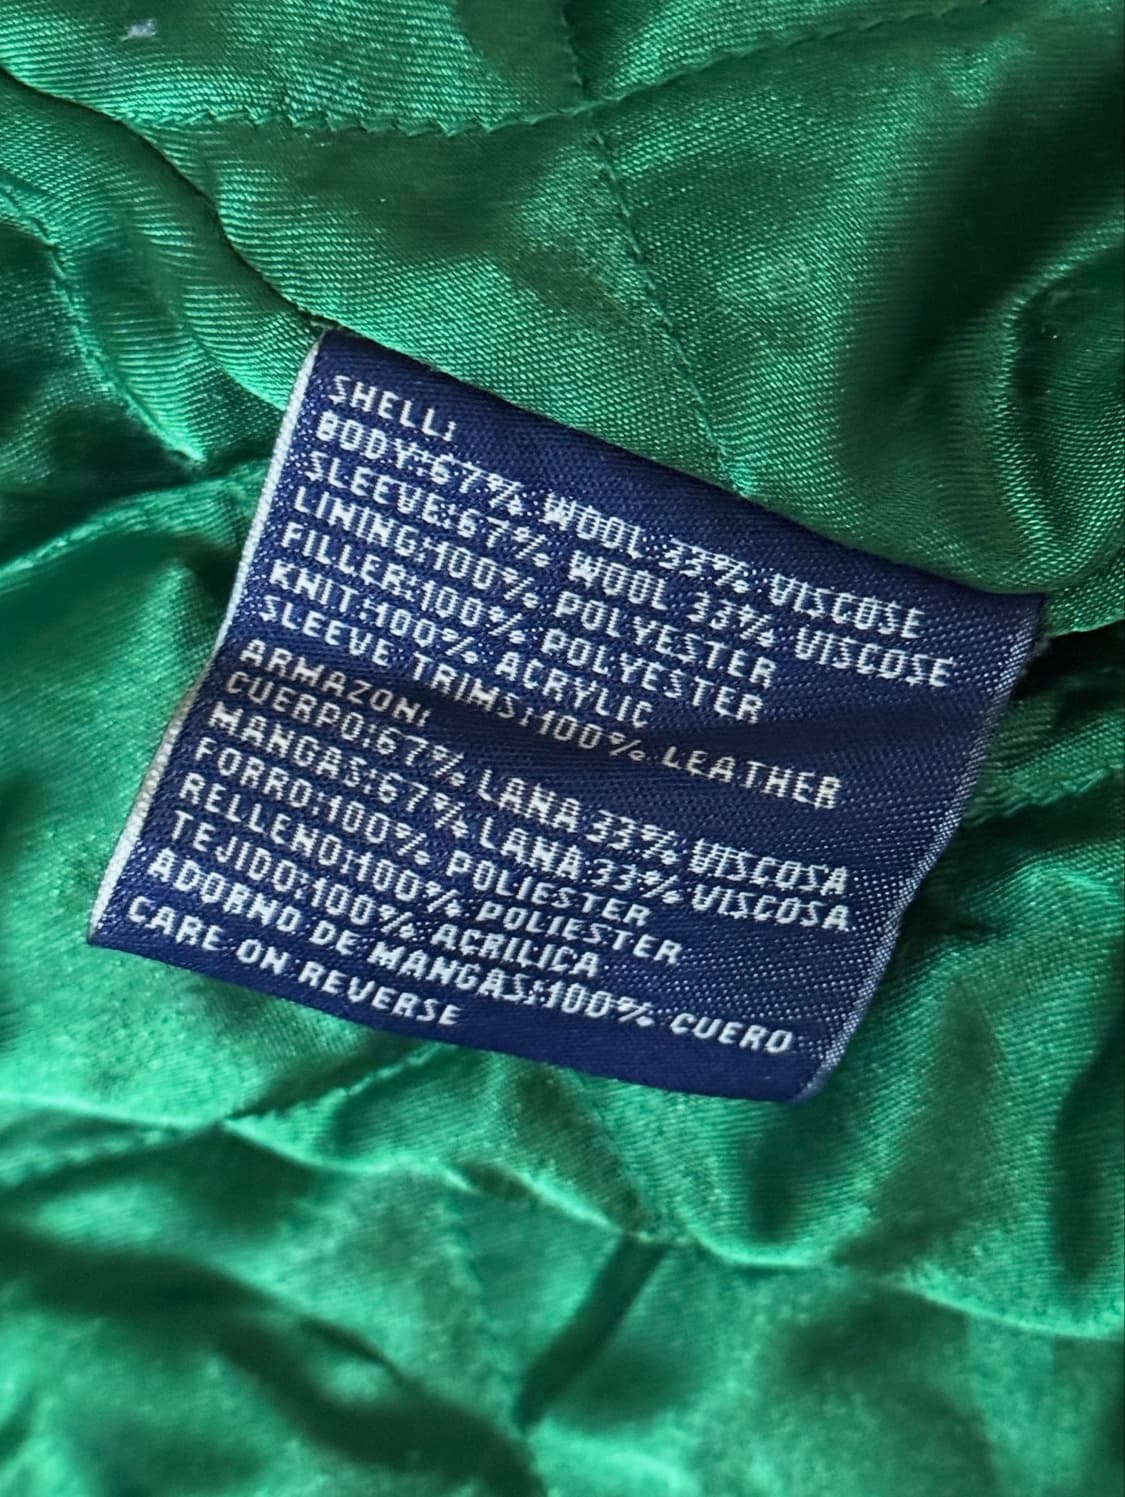 SHELL:
BODY:67% WOOL 33% VISCOSE
SLEEVE:67% WOOL 33% VISCOSE
LINING:100% POLYESTER
FILLER:100% POLYESTER
KNIT:100% ACRYLIC
SLEEVE TRIMS:100% LEATHER
ARMAZON:
CUERPO:67% LANA 33% VISCOSA
MANGAS:67% LANA 33% VISCOSA
FORRO:100% POLIESTER
RELLENO:100% POLIESTER
TEJIDO:100% ACRILICA
ADORNO DE MANGAS:100% CUERO
CARE ON REVERSE